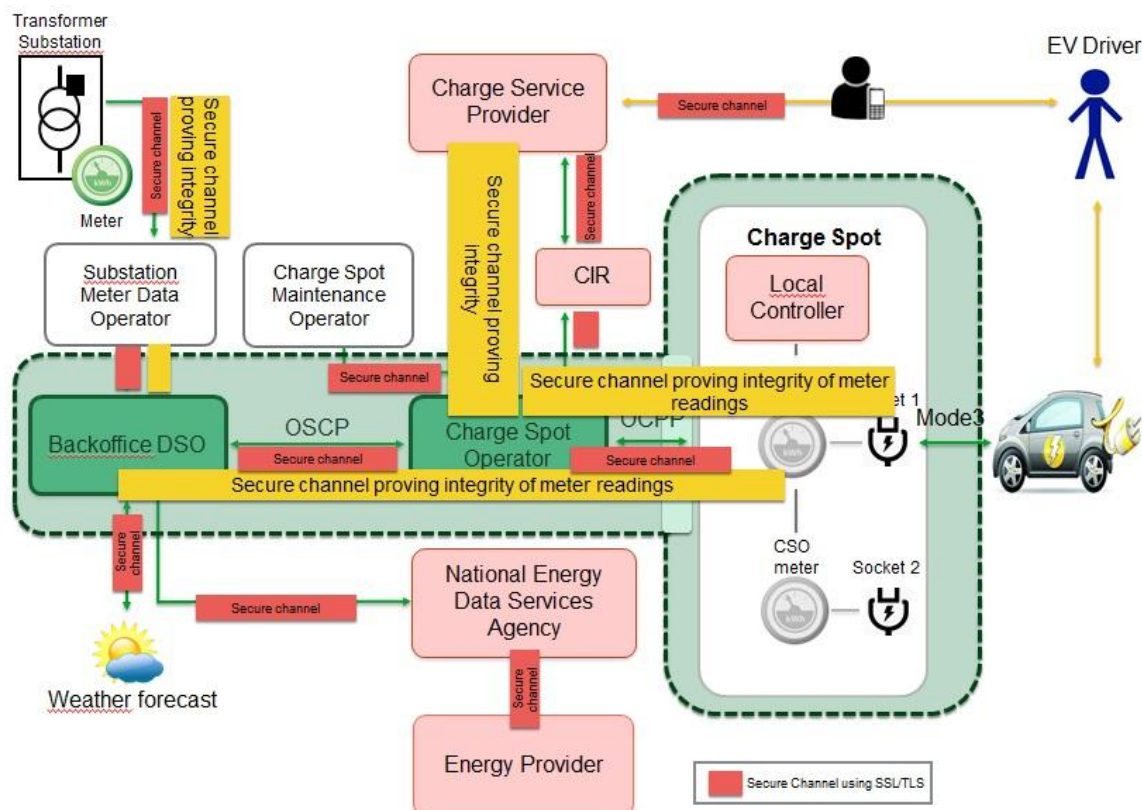 Transformer
Substation
EV Driver
Charge Service
Provider
Secure channel
Secure channel
Secure channel
proving integrity
Meter
kWh
Secure channel
Secure channel proving
integrity
Substation
Meter Data
Operator
Charge Spot
Maintenance
Operator
CIR
Charge Spot
Local
Controller
Secure channel
Secure channel proving integrity of meter
readings
Backoffice DSO
OSCP
Secure channel
Charge Spot
Operator
OCPP
Secure channel
kWh
Mode3
Secure channel proving integrity of meter readings
Secure
channel
National Energy
Data Services
Agency
Secure channel
CSO
meter
Socket 2
kWh
Weather forecast
Secure
channel
Energy Provider
Secure Channel using SSL/TLS